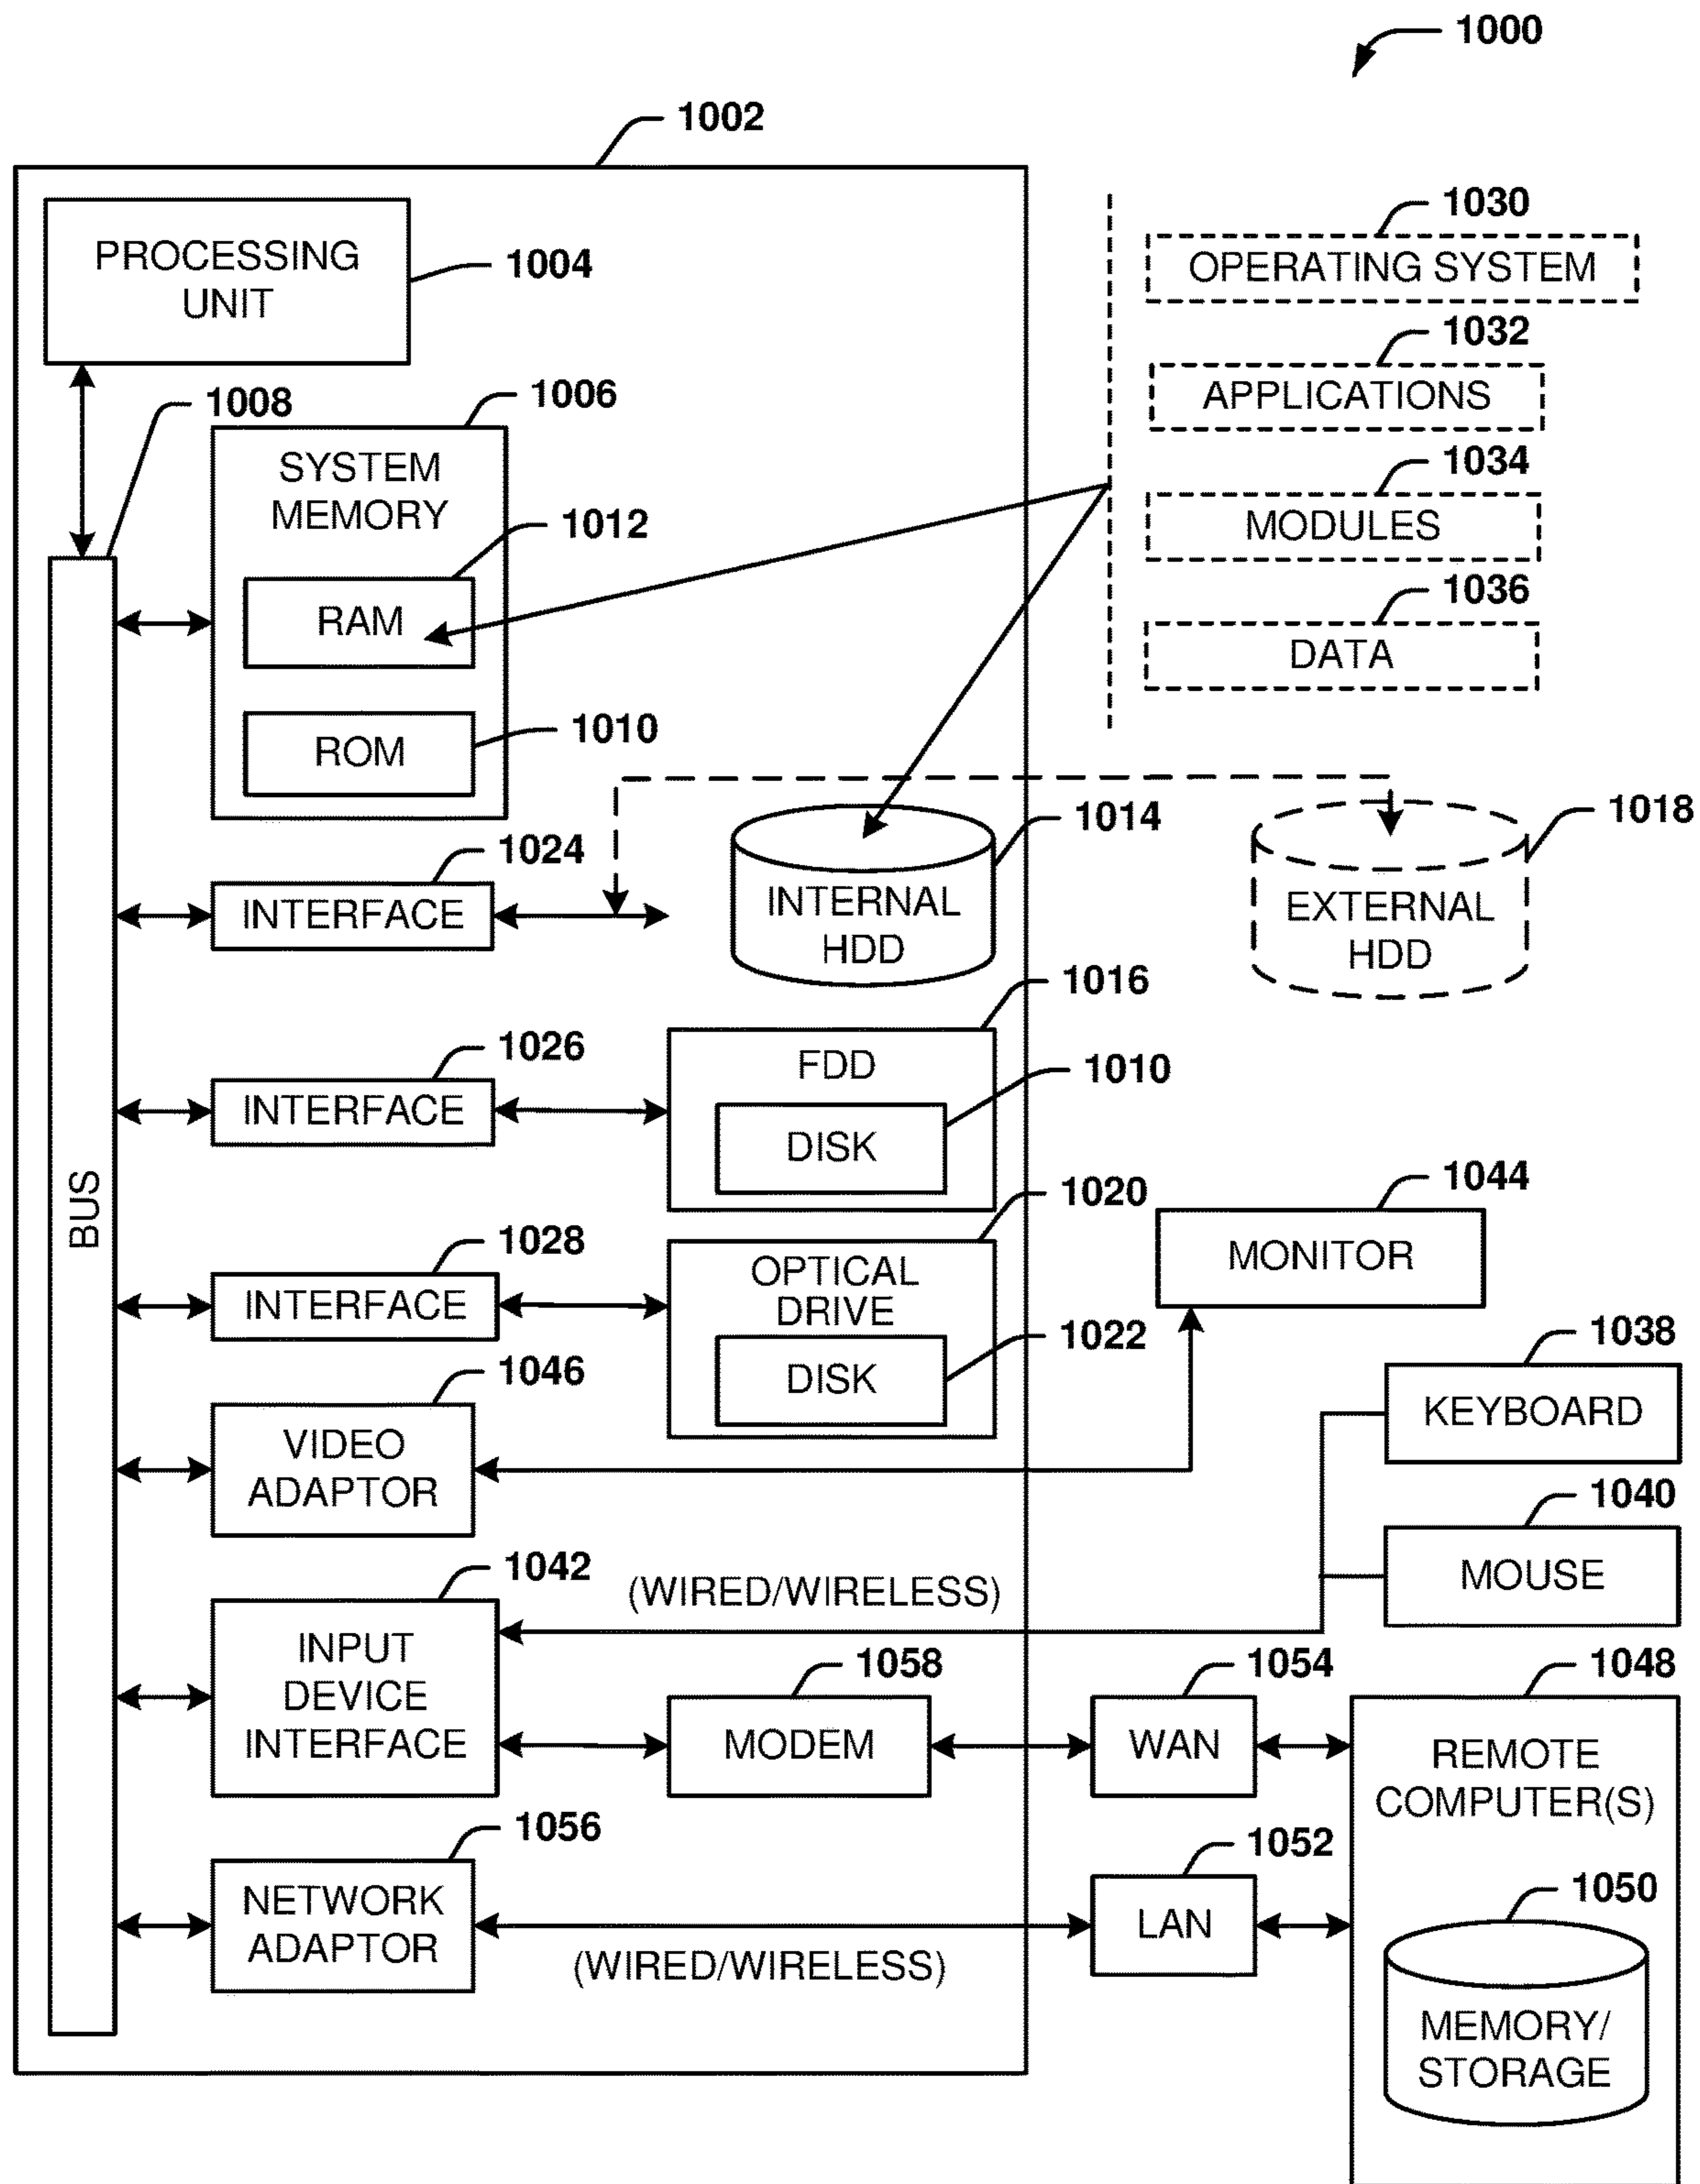 1000
1002
PROCESSING
UNIT
1004
1030
OPERATING SYSTEM
1032
APPLICATIONS
1034
MODULES
1036
DATA
1008
1006
SYSTEM
MEMORY
1012
RAM
1010
ROM
1024
INTERFACE
1014
INTERNAL
HDD
1018
EXTERNAL
HDD
1016
FDD
1026
INTERFACE
1010
DISK
BUS
1020
OPTICAL
DRIVE
1028
INTERFACE
1022
DISK
1044
MONITOR
1046
VIDEO
ADAPTOR
1038
KEYBOARD
1040
MOUSE
1042
(WIRED/WIRELESS)
INPUT
DEVICE
INTERFACE
1058
MODEM
1054
WAN
1048
REMOTE
COMPUTER(S)
1056
NETWORK
ADAPTOR
(WIRED/WIRELESS)
1052
LAN
1050
MEMORY/
STORAGE